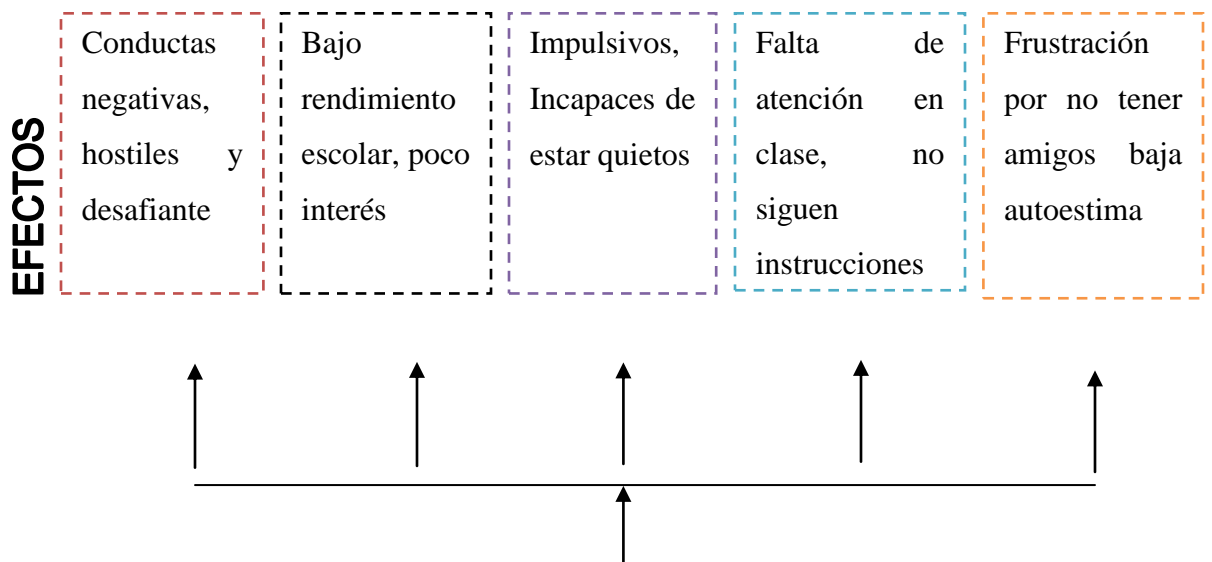 EFECTOS
Conductas
negativas,
hostiles y
desafiante
Bajo
rendimiento
escolar, poco
interés
Impulsivos,
Incapaces de
estar quietos
Falta de
atención en
clase, no
siguen
instrucciones
Frustración
por no tener
amigos baja
autoestima